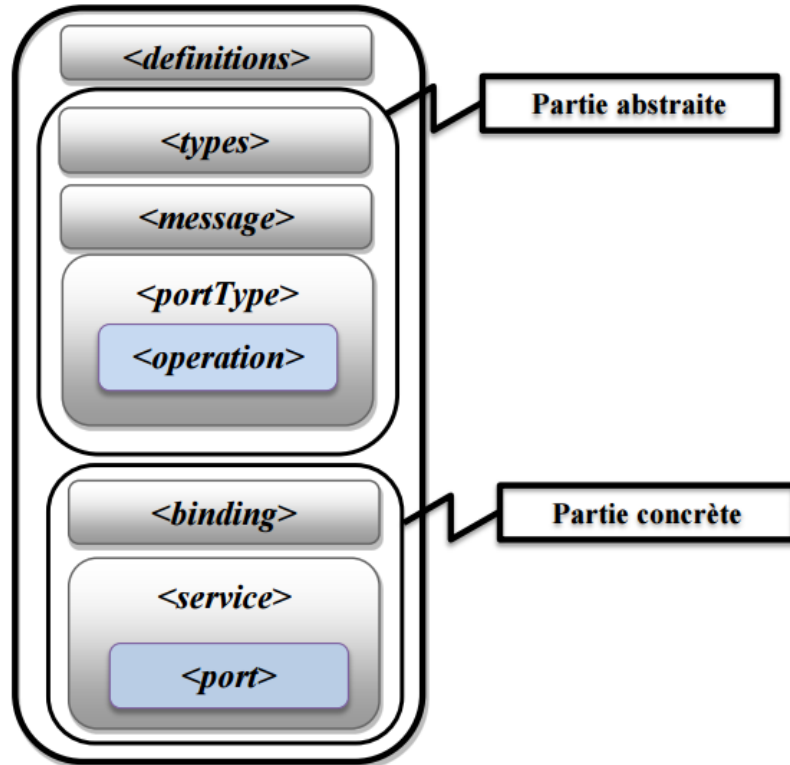 <definitions>
Partie abstraite
<types>
<message>
<portType>
<operation>
<binding>
Partie concrète
<service>
<port>